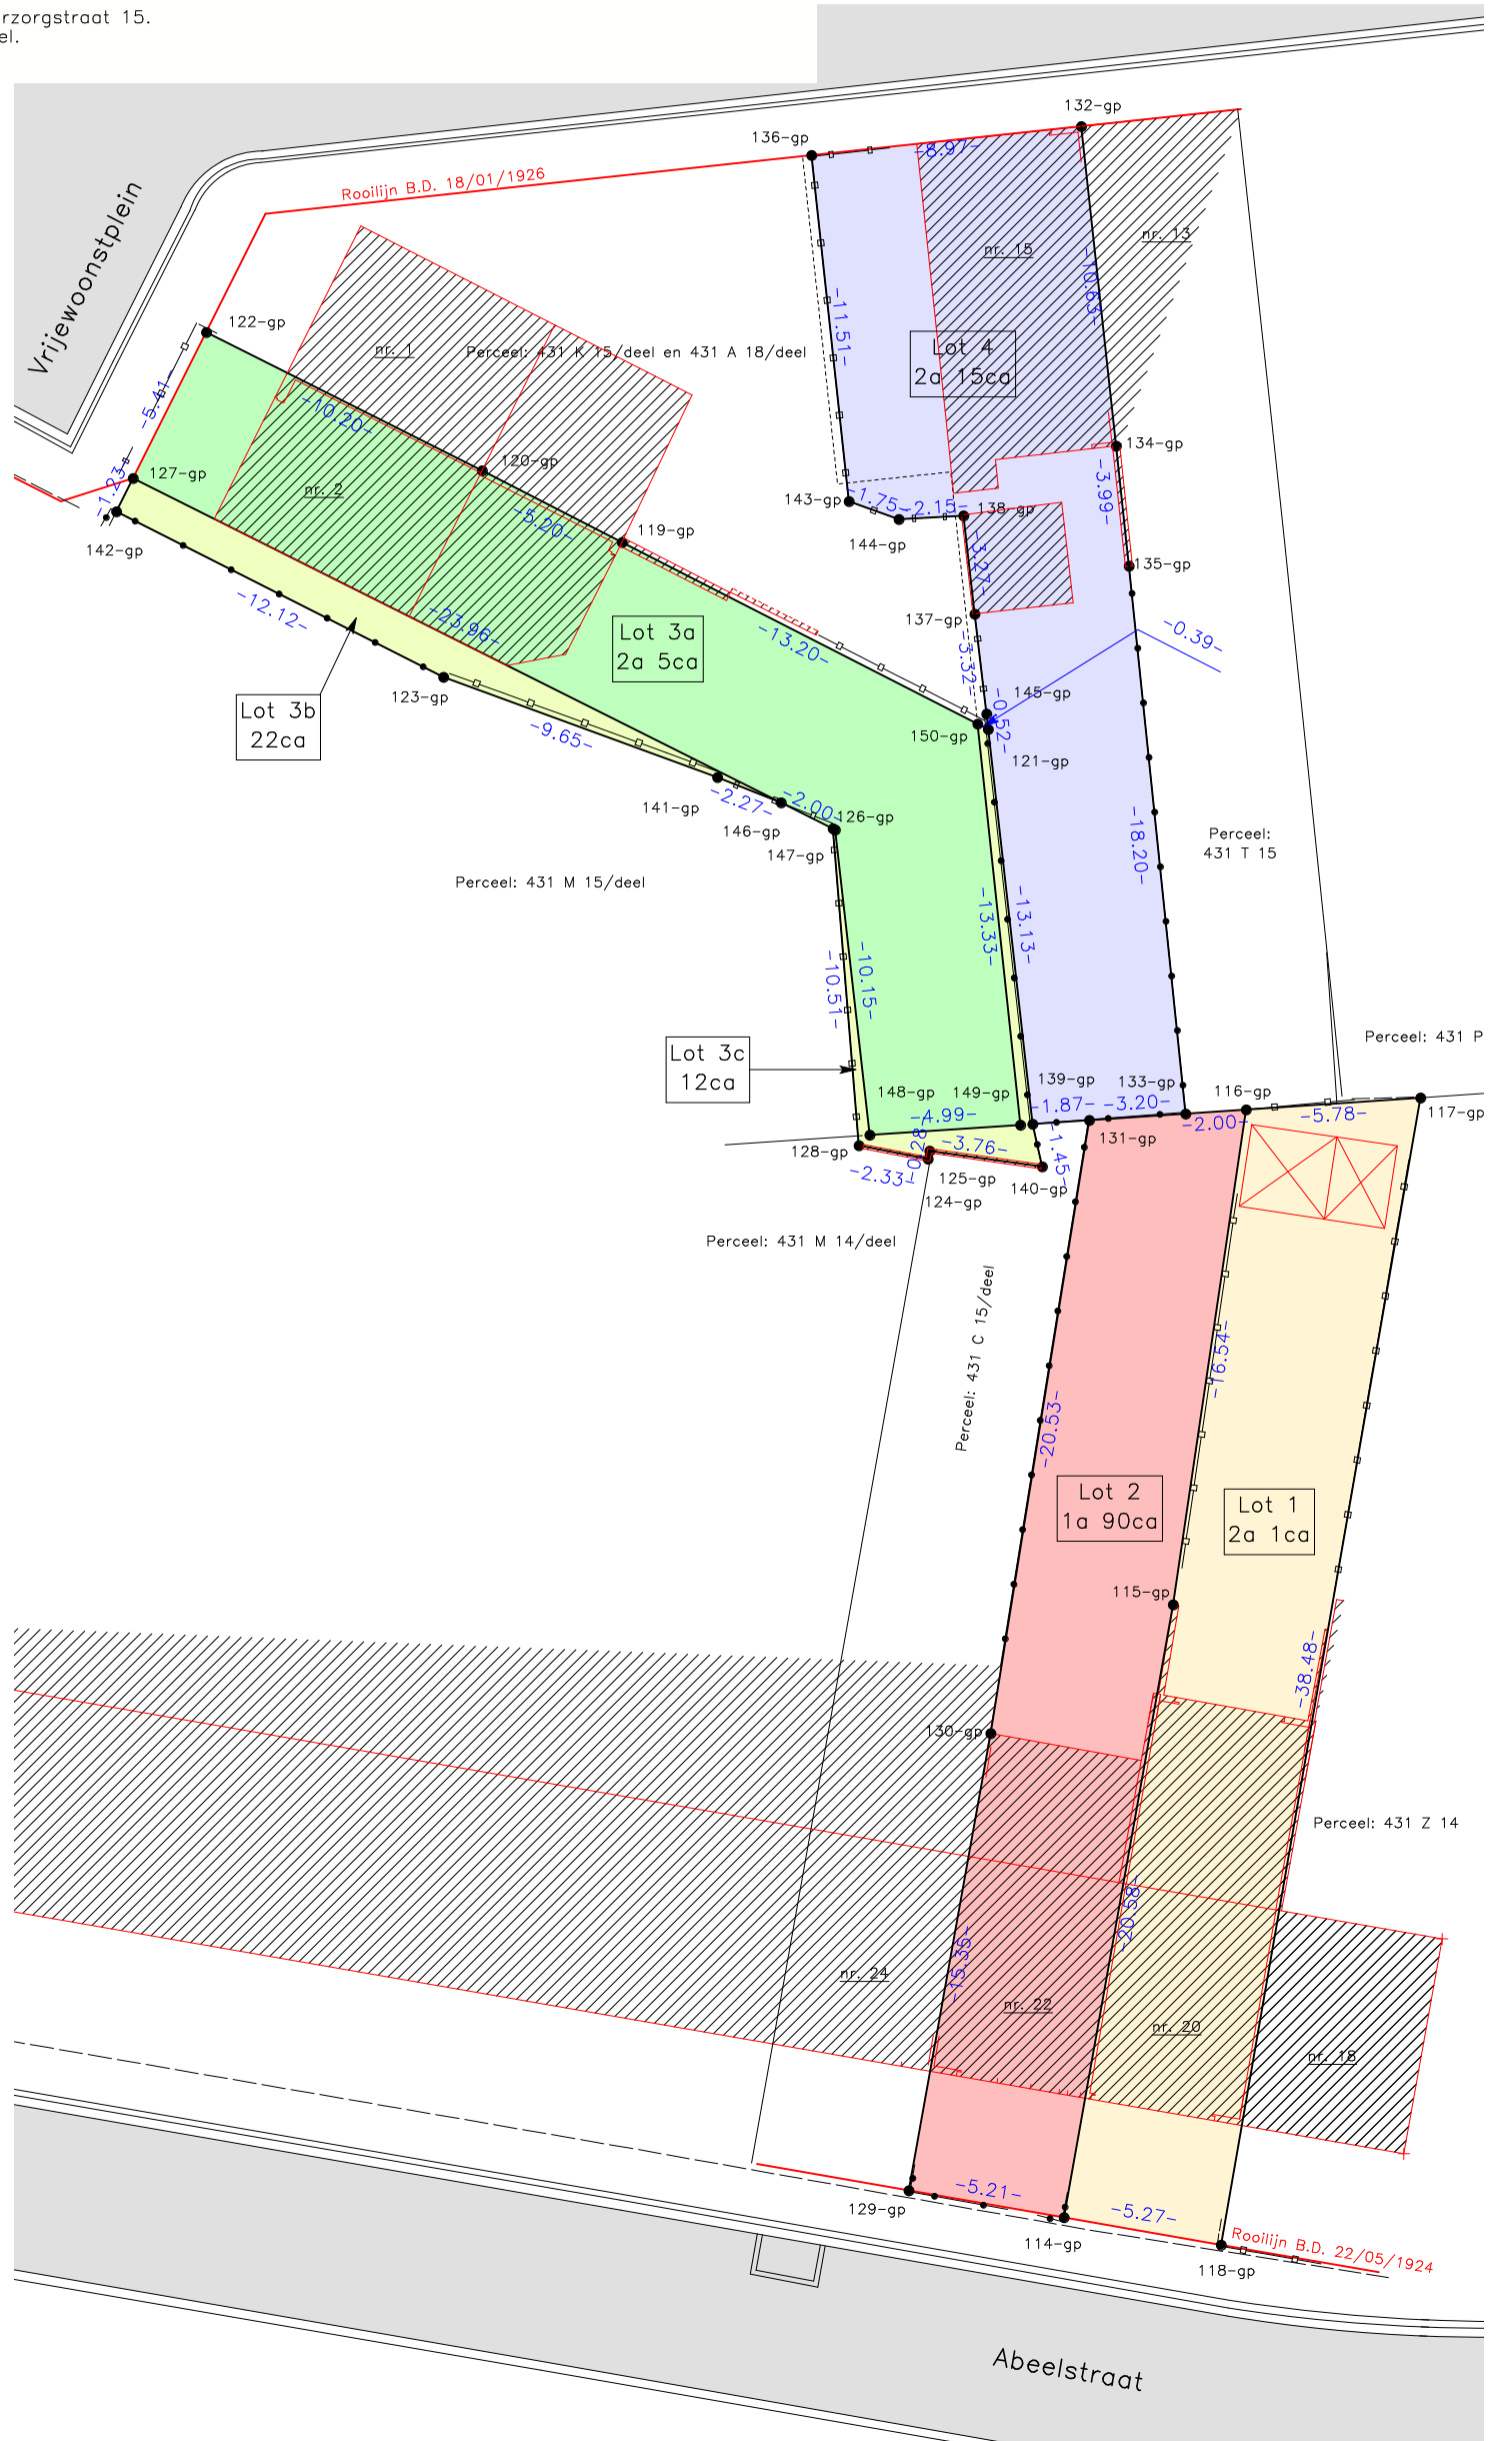 rzorgstraat 15.
el.
132-gp
136-gp
-8.97-
Rooilijn B.D. 18/01/1926
Vrijewoonstplein
nr. 13
nr. 15
-10.63-
-11.51-
122-gp
nr. 1
Perceel: 431 K 15/deel en 431 A 18/deel
Lot 4
2a 15ca
-5.41-
-10.20-
134-gp
120-gp
127-gp
-3.99-
-1.23-
nr. 2
143-gp
-1.75-
-2.15-
138-gp
-5.20-
119-gp
144-gp
142-gp
-3.27-
135-gp
-12.12-
-23.96-
137-gp
Lot 3a
2a 5ca
-13.20-
-0.39-
-3.32-
123-gp
145-gp
Lot 3b
22ca
-0.52-
-9.65-
150-gp
121-gp
141-gp
-2.27-
-2.00-
126-gp
146-gp
147-gp
-18.20-
Perceel:
431 T 15
Perceel: 431 M 15/deel
-13.33-
-13.13-
-10.51-
-10.15-
Perceel: 431 P
Lot 3c
12ca
148-gp
149-gp
139-gp
133-gp
116-gp
117-gp
-4.99-
-1.87-
-3.20-
-2.00-
-5.78-
131-gp
128-gp
-0.28-
-3.76-
-1.45-
-2.33-
125-gp
140-gp
124-gp
Perceel: 431 M 14/deel
Perceel: 431 C 15/deel
-16.54-
-20.53-
Lot 2
1a 90ca
Lot 1
2a 1ca
115-gp
-38.48-
130-gp
Perceel: 431 Z 14
-20.58-
-15.35-
nr. 24
nr. 22
nr. 20
nr. 18
-5.21-
129-gp
-5.27-
114-gp
Rooilijn B.D. 22/05/1924
118-gp
Abeelstraat